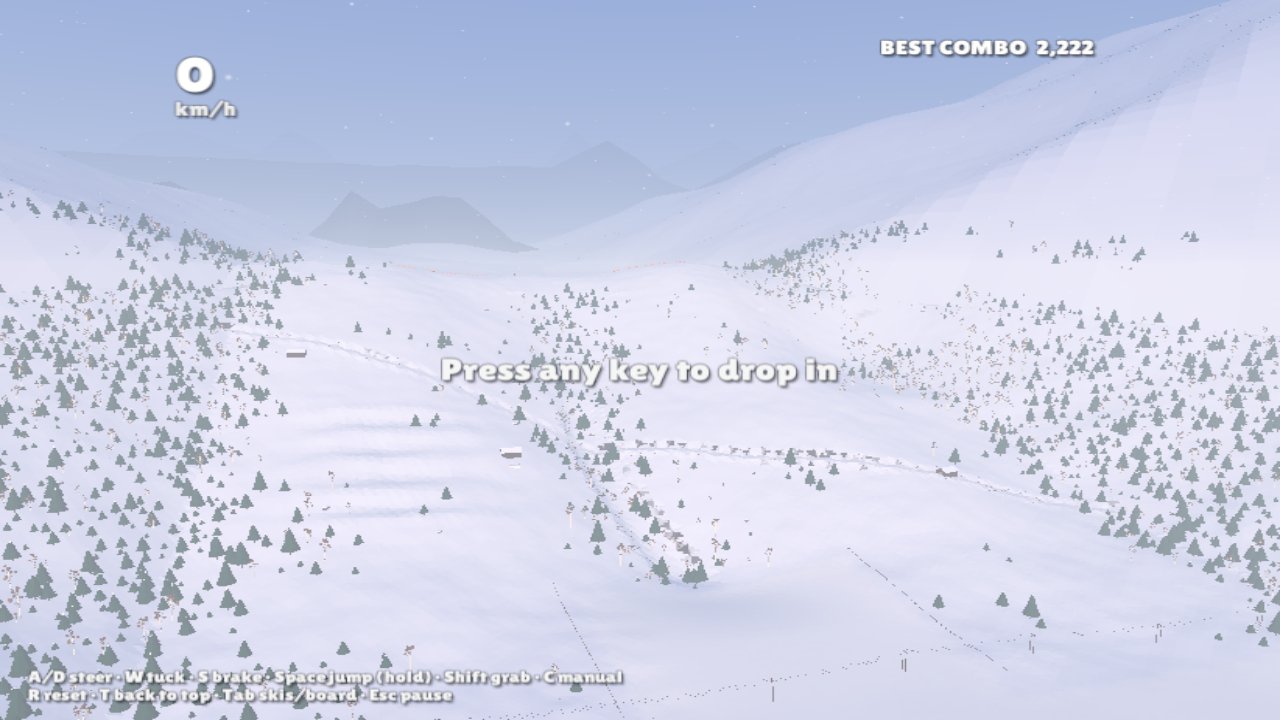 0
km/h
BEST COMBO 2,222
Press any key to drop in
A/D steer · W tuck · S brake · Space jump (hold) · Shift grab · C manual
R reset · T back to top · Tab skis/board · Esc pause